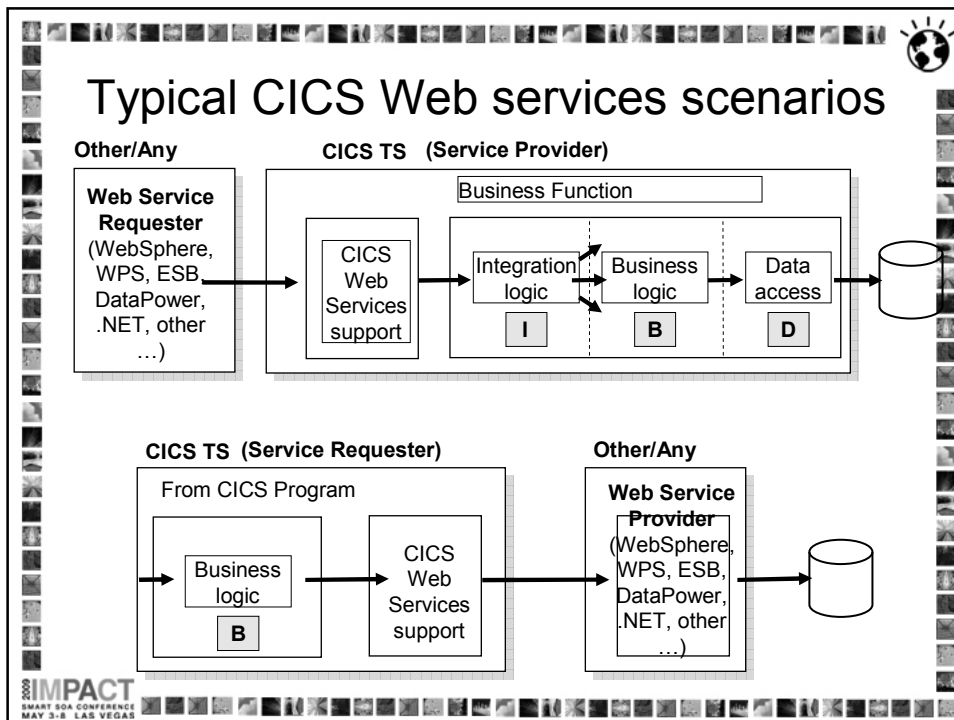 Typical CICS Web services scenarios
Other/Any
CICS TS (Service Provider)
Web Service
Requester
(WebSphere,
WPS, ESB,
DataPower,
.NET, other
...)
Business Function
CICS
Web
Services
support
Integration
logic
I
Business
logic
B
Data
access
D
CICS TS (Service Requester)
From CICS Program
Business
logic
B
CICS
Web
Services
support
Other/Any
Web Service
Provider
(WebSphere,
WPS, ESB,
DataPower,
.NET, other
...)
2009 IMPACT
SMART SOA CONFERENCE
MAY 3-8 LAS VEGAS